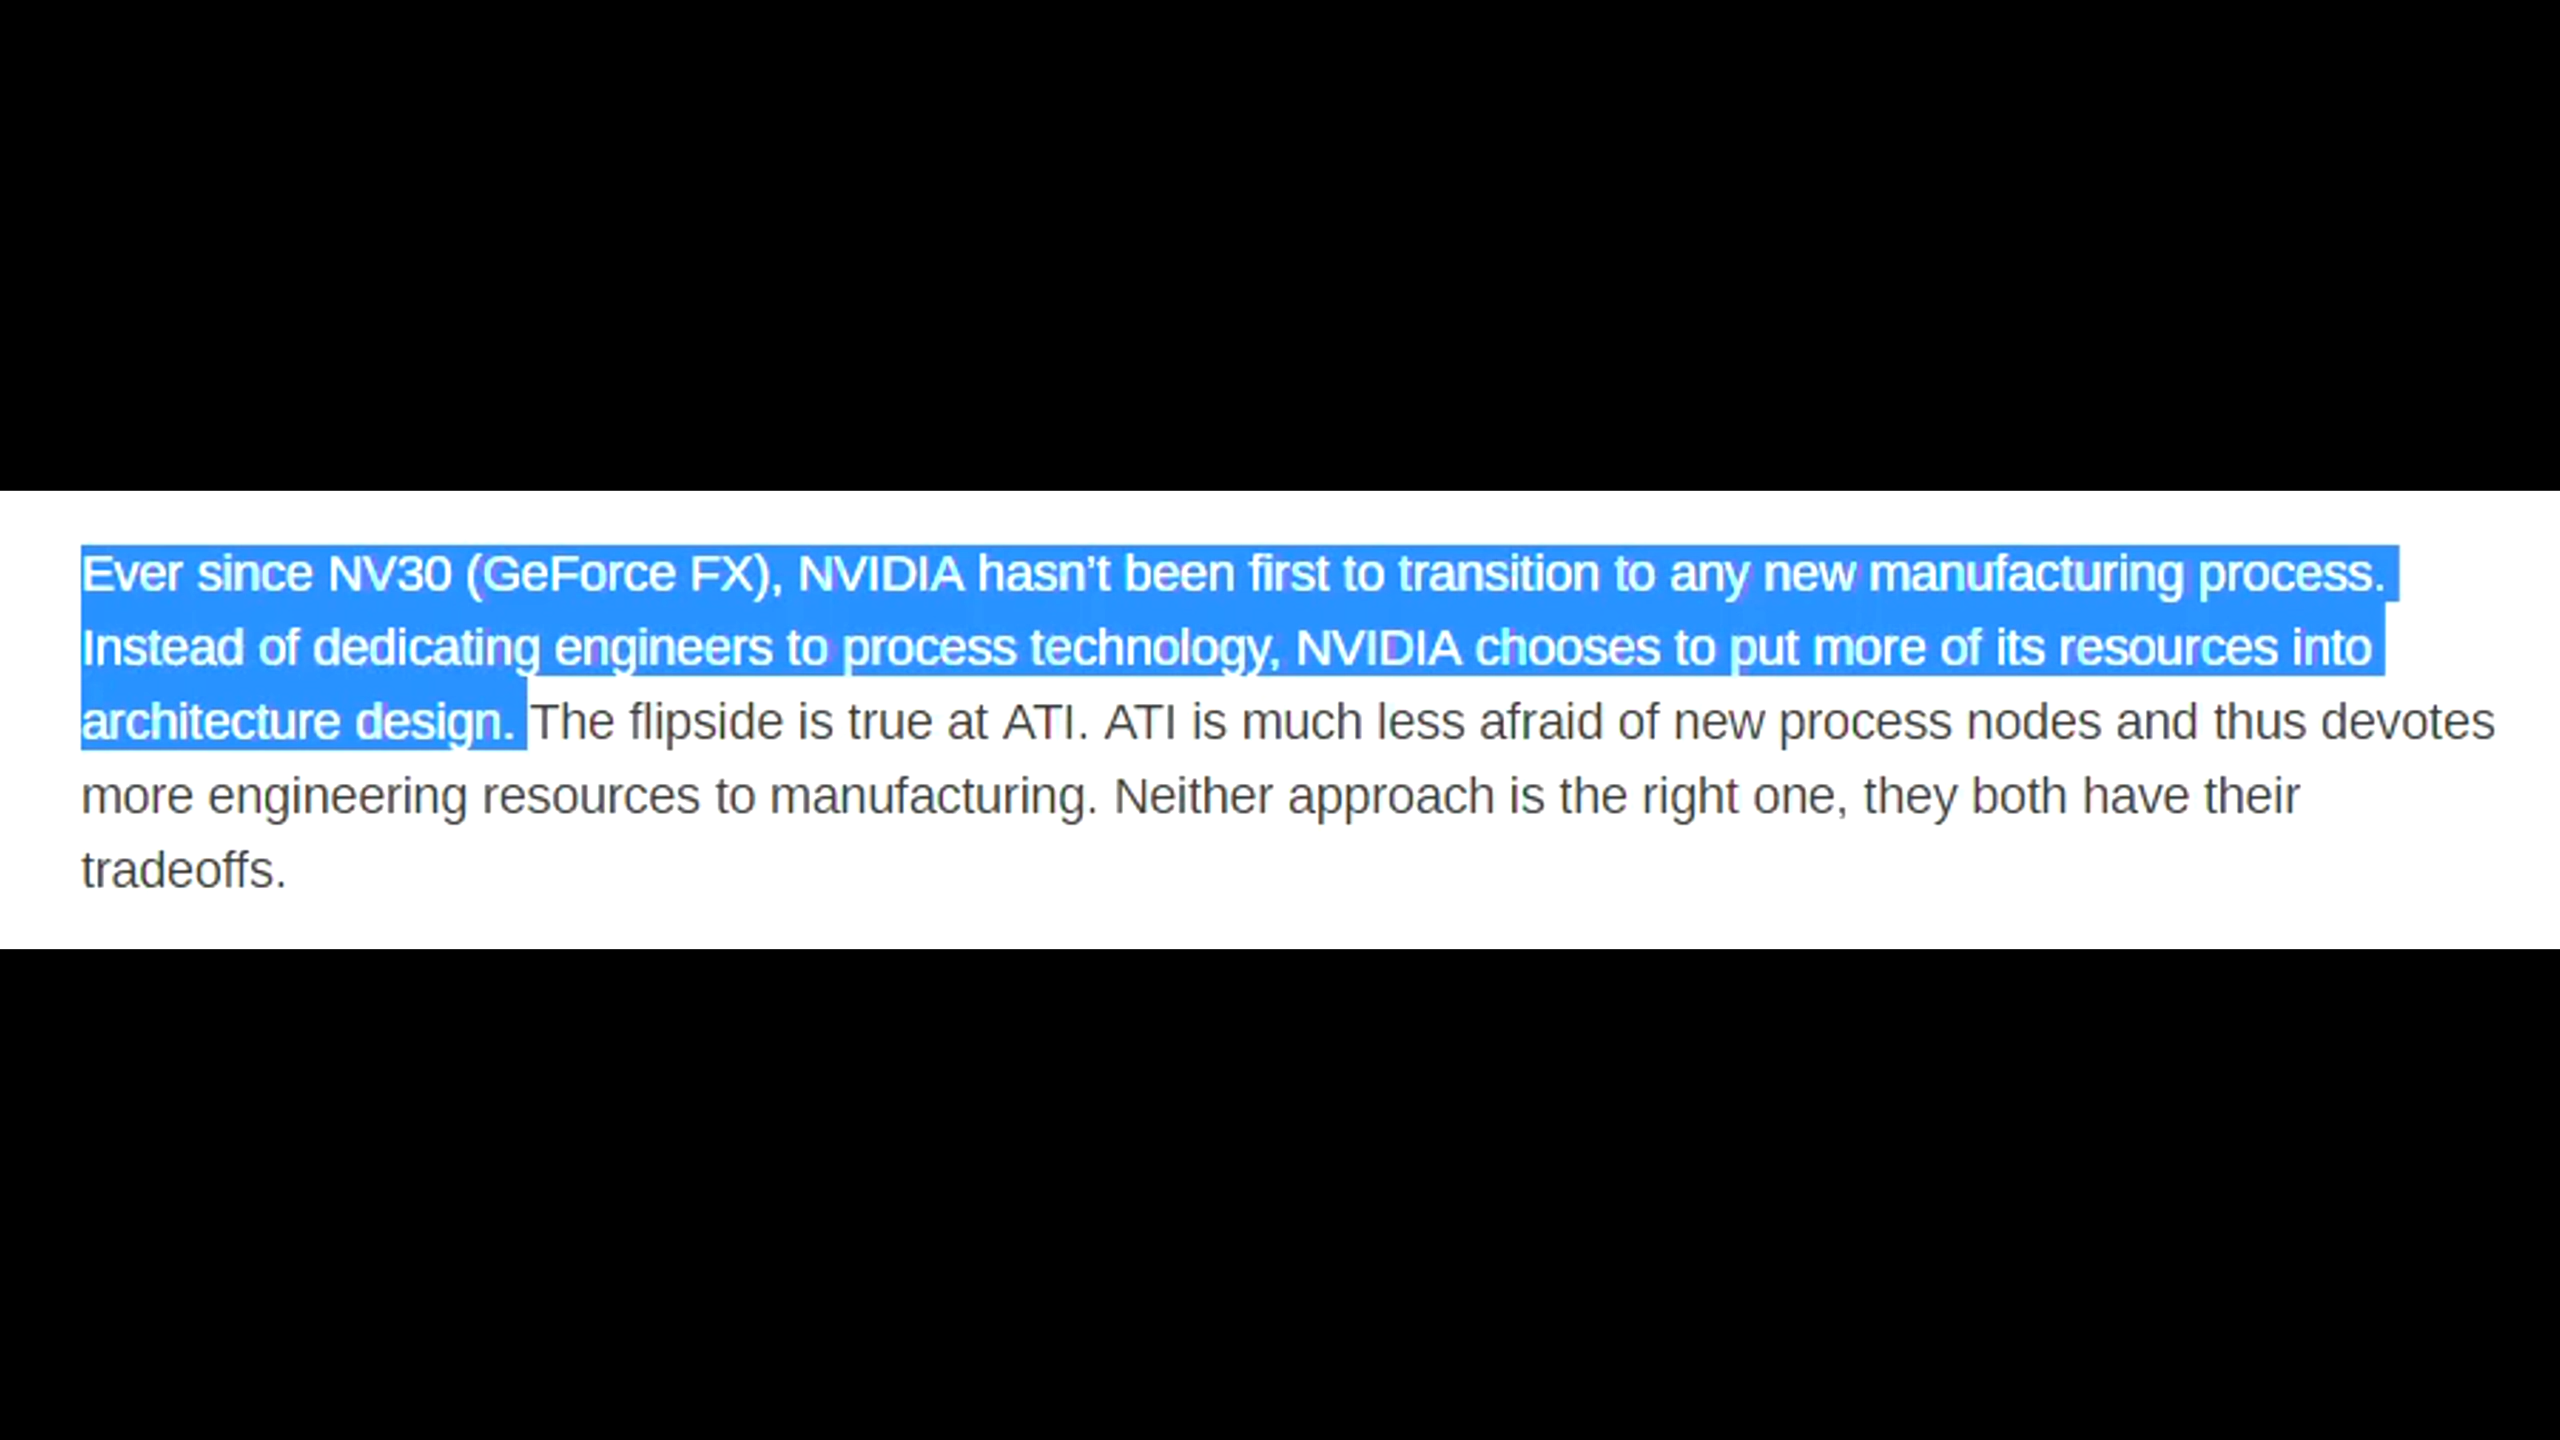 Ever since NV30 (GeForce FX), NVIDIA hasn’t been first to transition to any new manufacturing process.
Instead of dedicating engineers to process technology, NVIDIA chooses to put more of its resources into
architecture design. The flipside is true at ATI. ATI is much less afraid of new process nodes and thus devotes
more engineering resources to manufacturing. Neither approach is the right one, they both have their
tradeoffs.